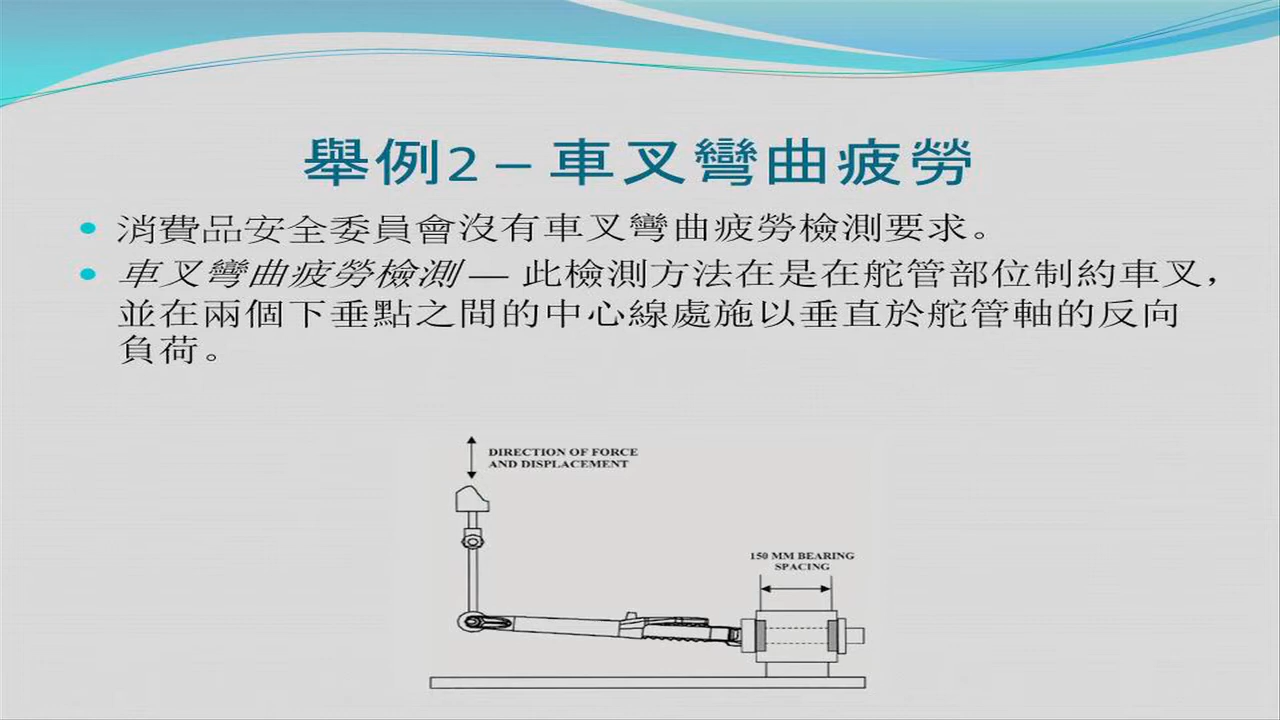 舉例2 – 車叉彎曲疲勞
• 消費品安全委員會沒有車叉彎曲疲勞檢測要求。
• 車叉彎曲疲勞檢測 — 此檢測方法在是在舵管部位制約車叉，
並在兩個下垂點之間的中心線處施以垂直於舵管軸的反向
負荷。
DIRECTION OF FORCE
AND DISPLACEMENT
150 MM BEARING
SPACING